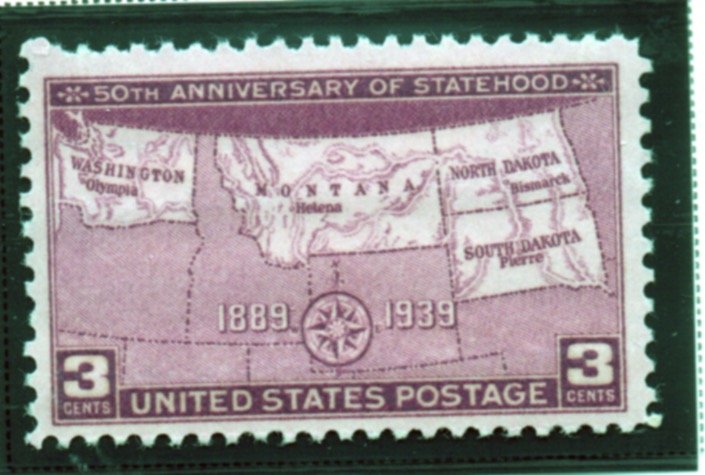 50TH ANNIVERSARY OF STATEHOOD
WASHINGTON
Olympia
MONTANA
Helena
NORTH DAKOTA
Bismarck
SOUTH DAKOTA
Pierre
1889 1939
3 CENTS
UNITED STATES POSTAGE
3 CENTS